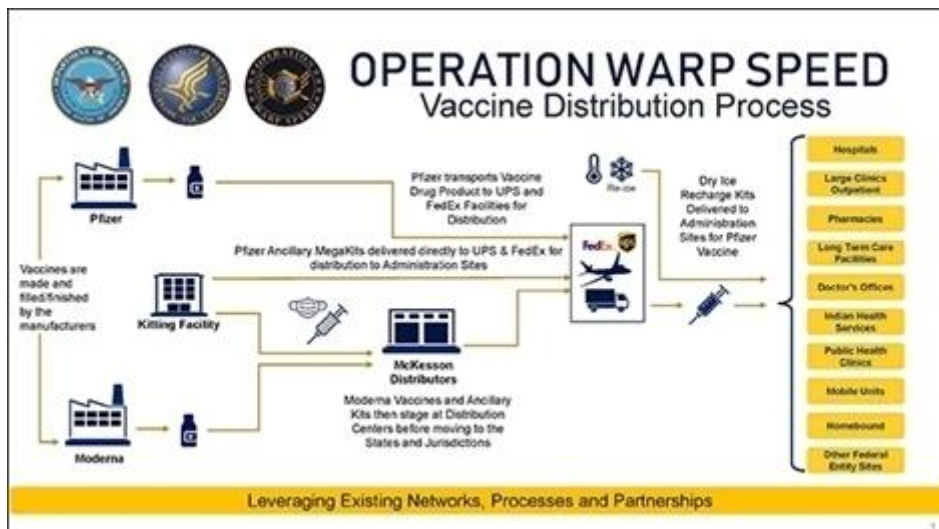 OPERATION WARP SPEED
Vaccine Distribution Process
Pfizer
Vaccines are
made and
filled/finished
by the
manufacturers
Moderna
Pfizer transports Vaccine
Drug Product to UPS and
FedEx Facilities for
Distribution
Pfizer Ancillary MegaKits delivered directly to UPS & FedEx for
distribution to Administration Sites
Kitting Facility
McKesson
Distributors
Moderna Vaccines and Ancillary
Kits then stage at Distribution
Centers before moving to the
States and Jurisdictions
Re-ice
FedEx
ups
Dry Ice
Recharge Kits
Delivered to
Administration
Sites for Pfizer
Vaccine
Hospitals
Large Clinics
Outpatient
Pharmacies
Long Term Care
Facilities
Doctor's Offices
Indian Health
Services
Public Health
Clinics
Mobile Units
Homebound
Other Federal
Entity Sites
Leveraging Existing Networks, Processes and Partnerships